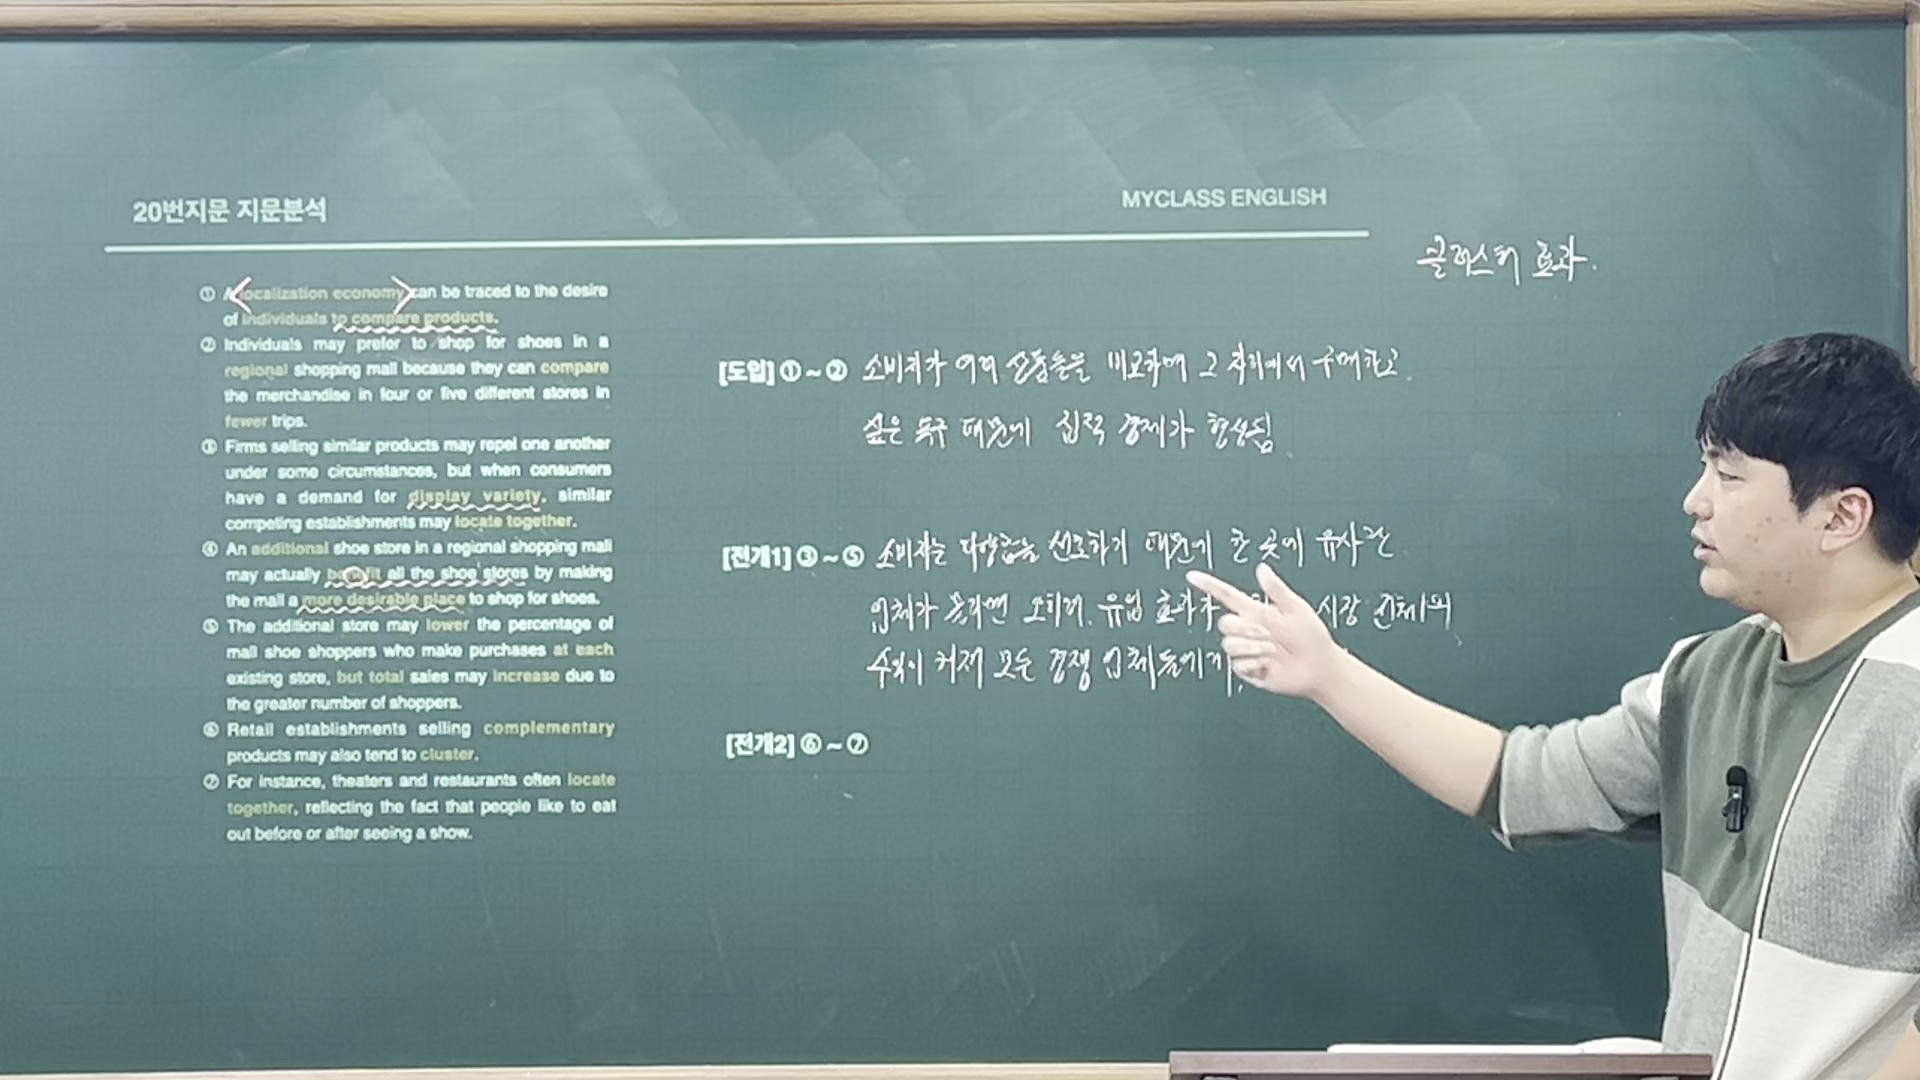 20번지문 지문분석
MYCLASS ENGLISH
클러스터 효과.
① A localization economy can be traced to the desire
of individuals to compare products.
② Individuals may prefer to shop for shoes in a
regional shopping mall because they can compare
the merchandise in four or five different stores in
fewer trips.
③ Firms selling similar products may repel one another
under some circumstances, but when consumers
have a demand for display variety, similar
competing establishments may locate together.
④ An additional shoe store in a regional shopping mall
may actually benefit all the shoe stores by making
the mall a more desirable place to shop for shoes.
⑤ The additional store may lower the percentage of
mall shoe shoppers who make purchases at each
existing store, but total sales may increase due to
the greater number of shoppers.
⑥ Retail establishments selling complementary
products may also tend to cluster.
⑦ For instance, theaters and restaurants often locate
together, reflecting the fact that people like to eat
out before or after seeing a show.
[도입] ①~② 소비자가 여러 상품들을 비교하며 그 자리에서 구매하고
싶은 욕구 때문에 집적 경제가 형성됨
[전개1] ③~⑤ 소비자는 다양함을 선호하기 때문에 한 곳에 유사한
업체가 유입 효과가 시장 전체의
수익이 커져 모든 경쟁 업체들에게
[전개2] ⑥~⑦